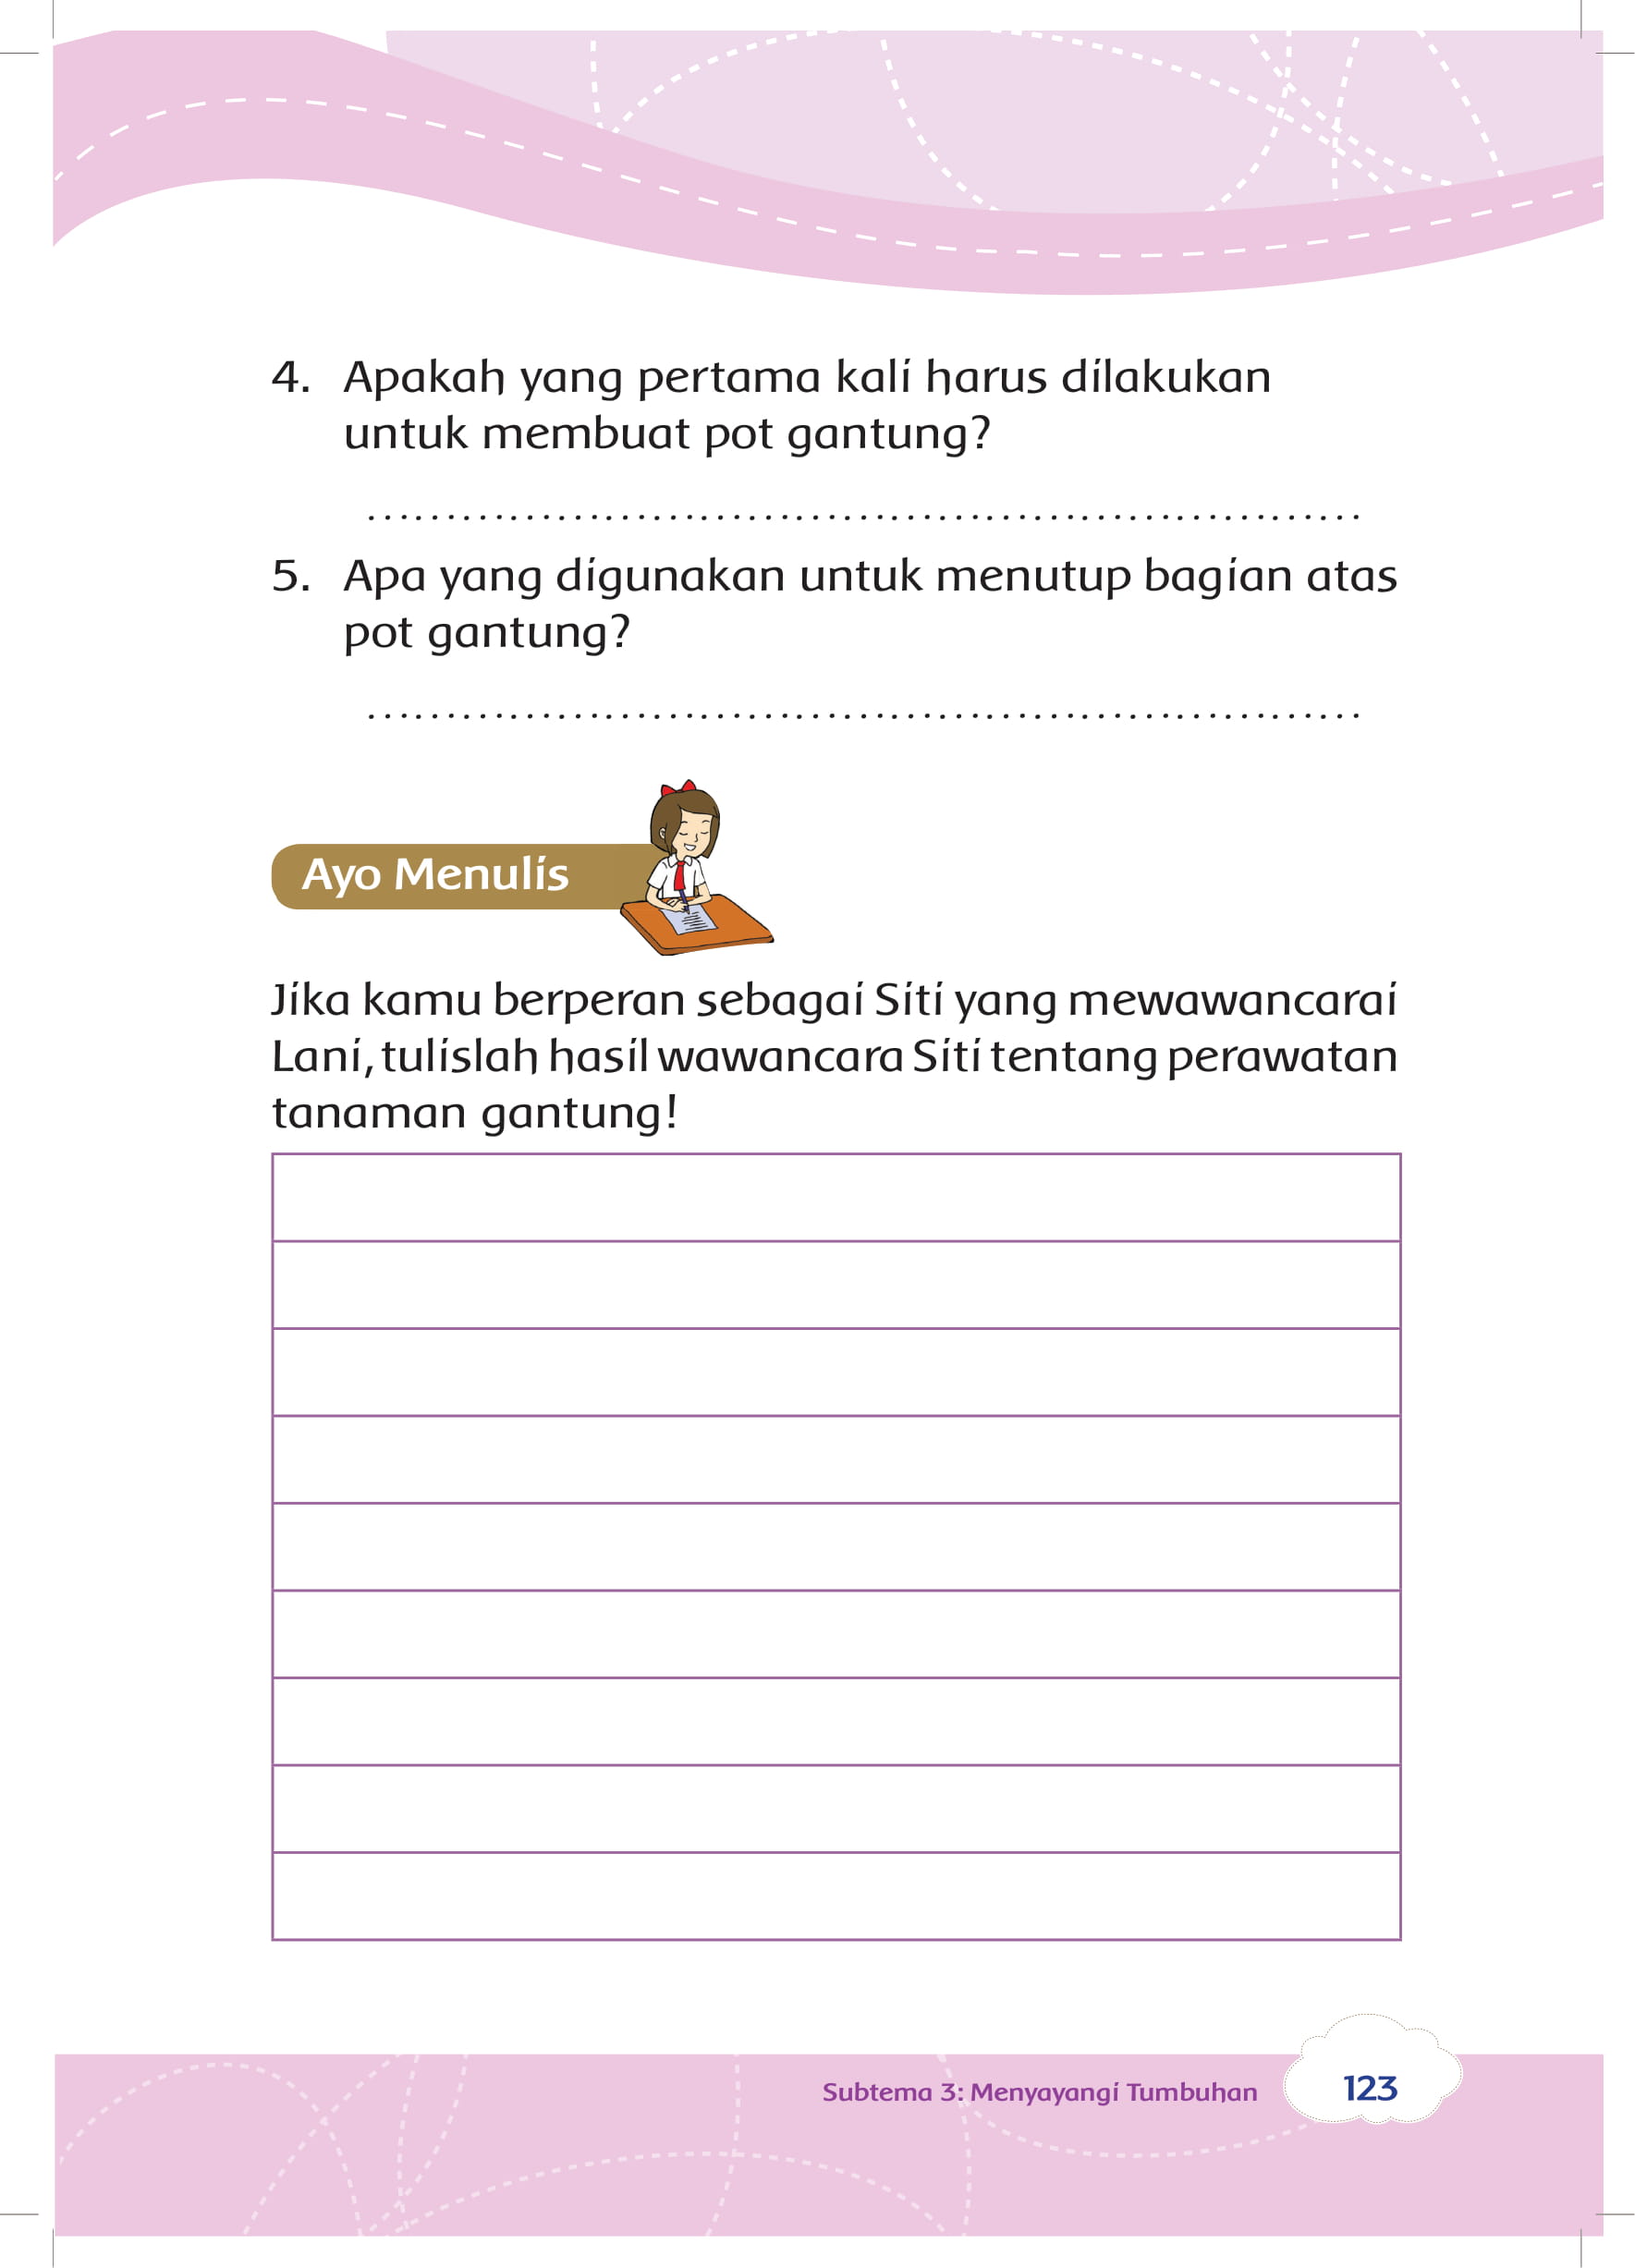 4. Apakah yang pertama kali harus dilakukan
untuk membuat pot gantung?
..............................................................
5. Apa yang digunakan untuk menutup bagian atas
pot gantung?
..............................................................
Ayo Menulis
Jika kamu berperan sebagai Siti yang mewawancarai
Lani, tulislah hasil wawancara Siti tentang perawatan
tanaman gantung!
Subtema 3: Menyayangi Tumbuhan
123